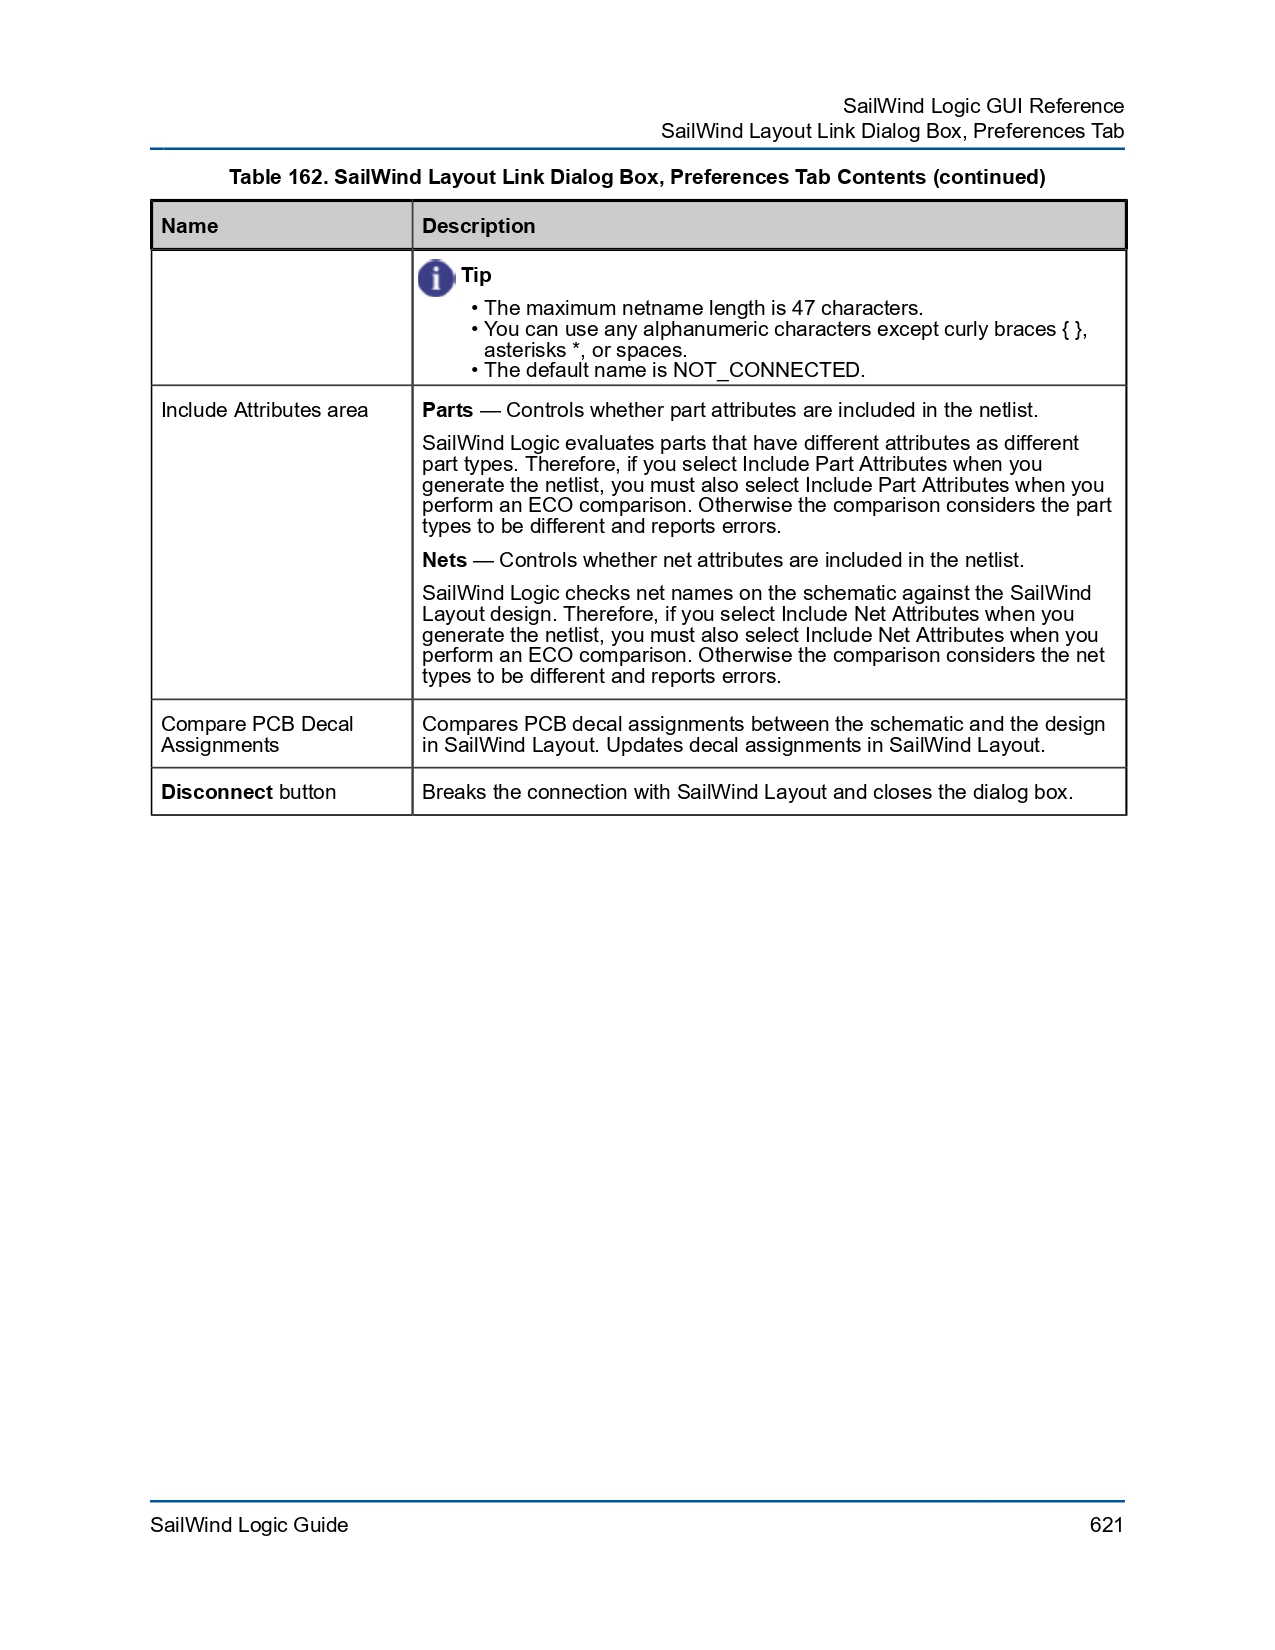 SailWind Logic GUI Reference
SailWind Layout Link Dialog Box, Preferences Tab
Table 162. SailWind Layout Link Dialog Box, Preferences Tab Contents (continued)
Name
Description
i Tip
• The maximum netname length is 47 characters.
• You can use any alphanumeric characters except curly braces { },
asterisks *, or spaces.
• The default name is NOT_CONNECTED.
Include Attributes area
Parts — Controls whether part attributes are included in the netlist.
SailWind Logic evaluates parts that have different attributes as different
part types. Therefore, if you select Include Part Attributes when you
generate the netlist, you must also select Include Part Attributes when you
perform an ECO comparison. Otherwise the comparison considers the part
types to be different and reports errors.
Nets — Controls whether net attributes are included in the netlist.
SailWind Logic checks net names on the schematic against the SailWind
Layout design. Therefore, if you select Include Net Attributes when you
generate the netlist, you must also select Include Net Attributes when you
perform an ECO comparison. Otherwise the comparison considers the net
types to be different and reports errors.
Compare PCB Decal
Assignments
Compares PCB decal assignments between the schematic and the design
in SailWind Layout. Updates decal assignments in SailWind Layout.
Disconnect button
Breaks the connection with SailWind Layout and closes the dialog box.
SailWind Logic Guide
621